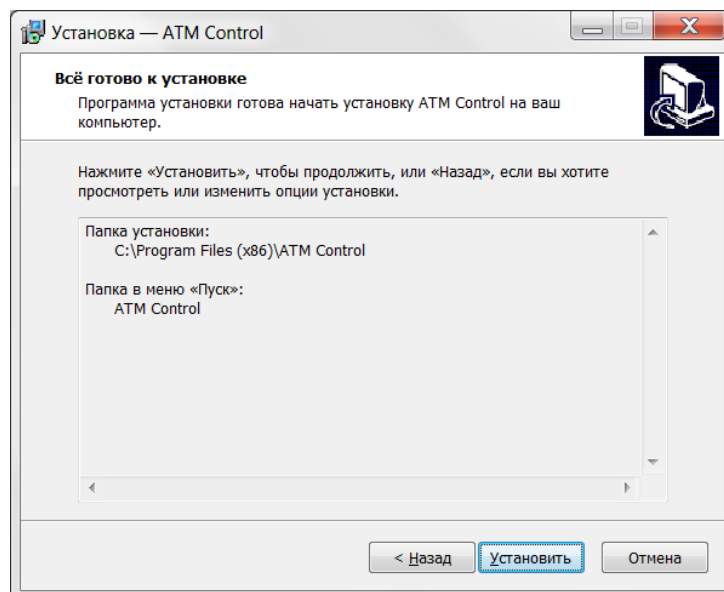 Установка — ATM Control
Всё готово к установке
Программа установки готова начать установку ATM Control на ваш
компьютер.
Нажмите «Установить», чтобы продолжить, или «Назад», если вы хотите
просмотреть или изменить опции установки.
Папка установки:
C:\Program Files (x86)\ATM Control
Папка в меню «Пуск»:
ATM Control
< Назад Установить Отмена